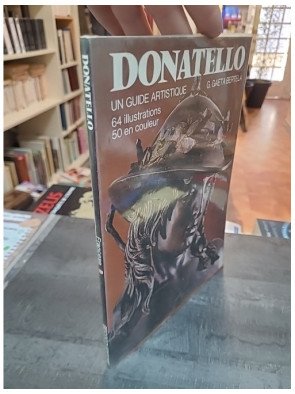 DONATELLO
UN GUIDE ARTISTIQUE
G. GAETA BERTELÀ
64 illustrations
50 en couleur
DONATELLO